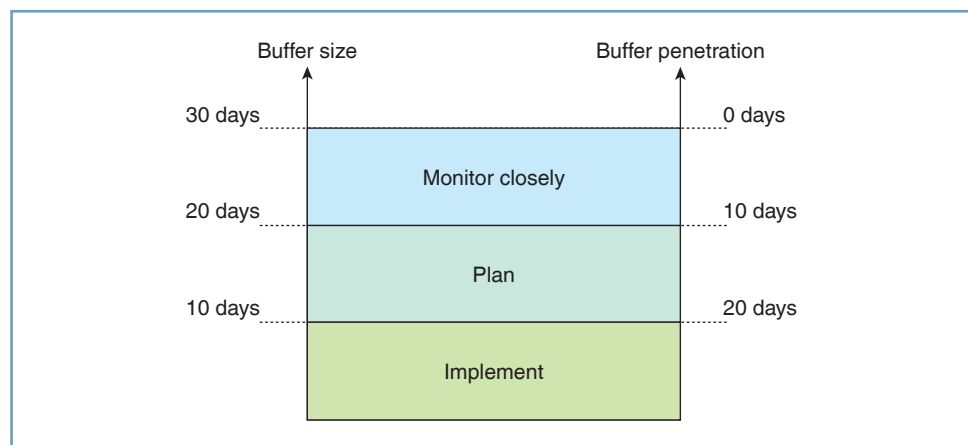 Buffer size
Buffer penetration
30 days
0 days
Monitor closely
20 days
10 days
Plan
10 days
20 days
Implement